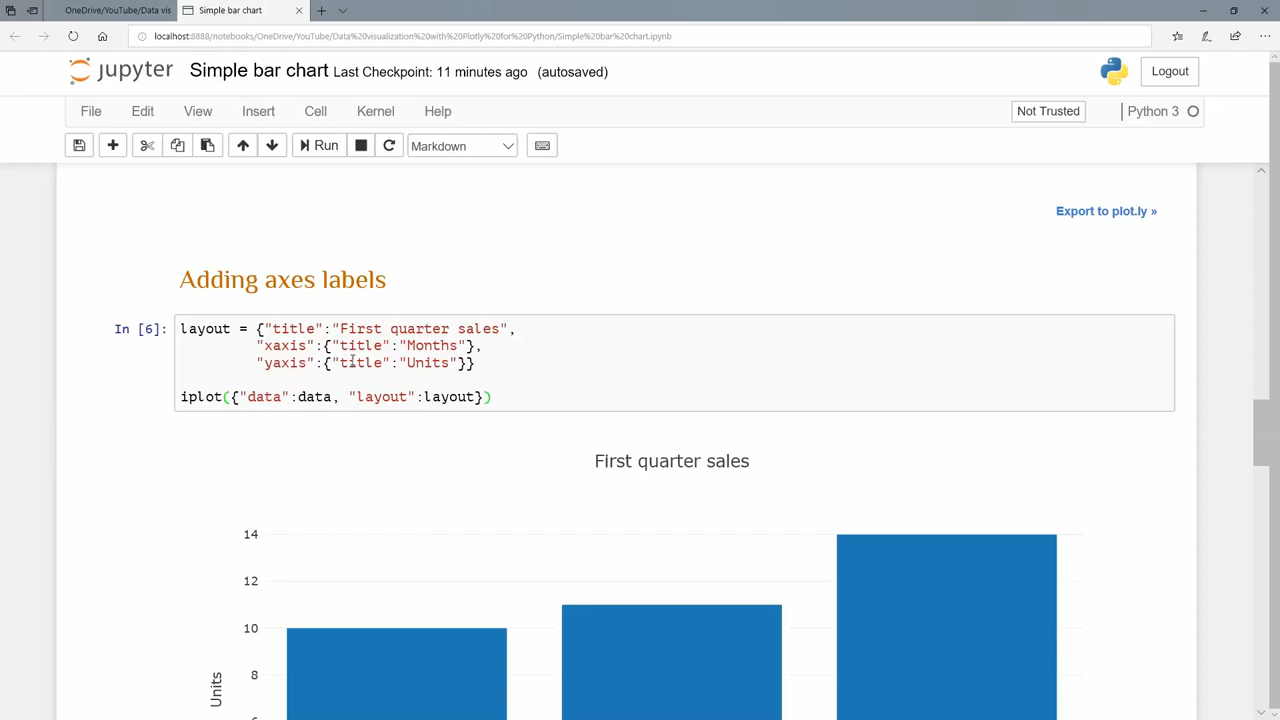 OneDrive/YouTube/Data vis
Simple bar chart
localhost:8888/notebooks/OneDrive/YouTube/Data%20visualization%20with%20Plotly%20for%20Python/Simple%20bar%20chart.ipynb
jupyter Simple bar chart Last Checkpoint: 11 minutes ago (autosaved)
Logout
File Edit View Insert Cell Kernel Help
Not Trusted
Python 3
Run
Markdown
Export to plot.ly »
Adding axes labels
In [6]:
layout = {"title":"First quarter sales",
"xaxis":{"title":"Months"},
"yaxis":{"title":"Units"}}
iplot({"data":data, "layout":layout})
First quarter sales
14
12
10
8
Units